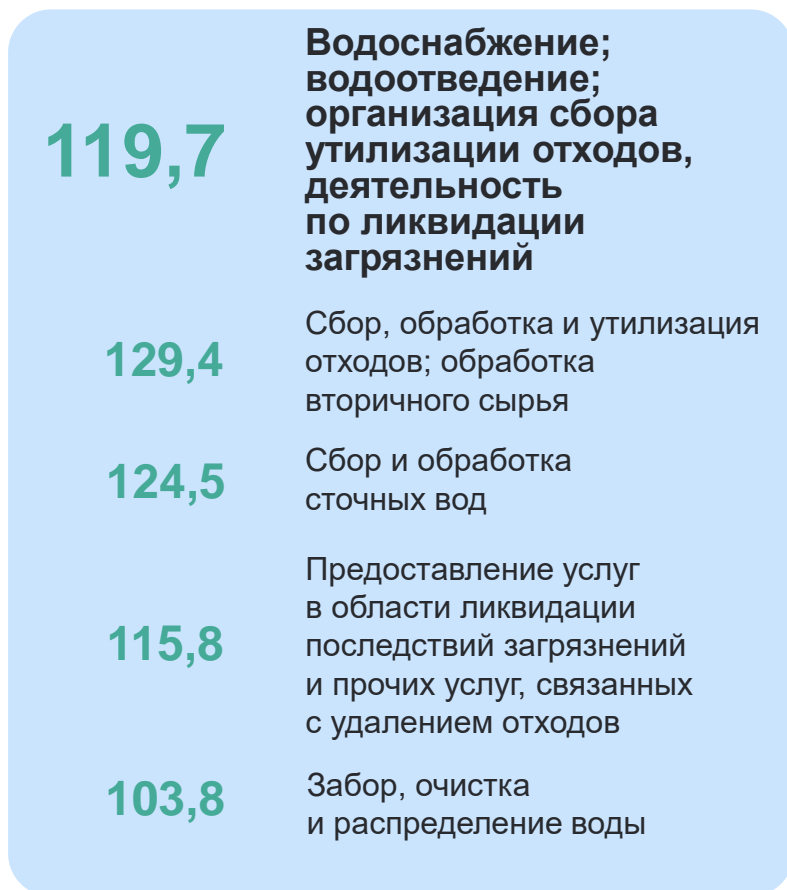 119,7
Водоснабжение;
водоотведение;
организация сбора
утилизации отходов,
деятельность
по ликвидации
загрязнений
129,4
Сбор, обработка и утилизация
отходов; обработка
вторичного сырья
124,5
Сбор и обработка
сточных вод
115,8
Предоставление услуг
в области ликвидации
последствий загрязнений
и прочих услуг, связанных
с удалением отходов
103,8
Забор, очистка
и распределение воды